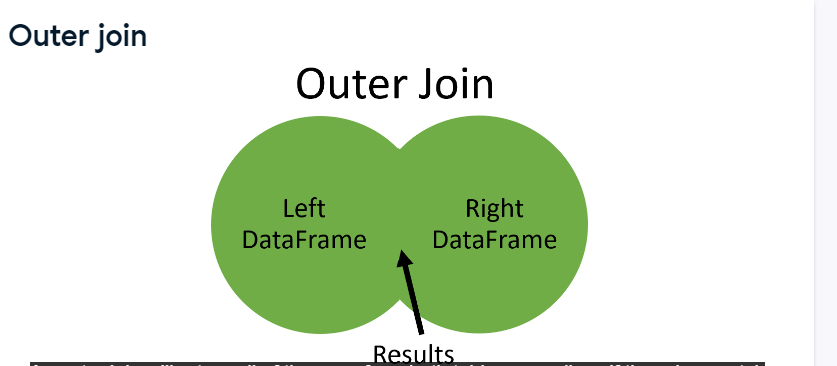 Outer join
Outer Join
Left
DataFrame
Right
DataFrame
Results